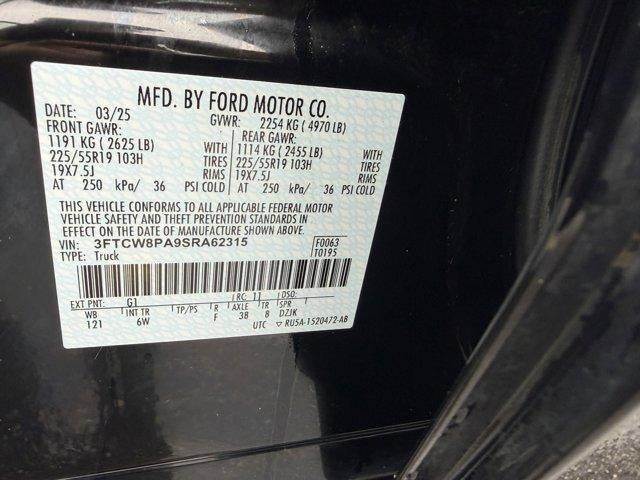 MFD. BY FORD MOTOR CO.
DATE: 03/25 GVWR: 2254 KG ( 4970 LB)
FRONT GAWR: REAR GAWR:
1191 KG ( 2625 LB) WITH 1114 KG ( 2455 LB) WITH
225/55R19 103H TIRES 225/55R19 103H TIRES
19X7.5J RIMS 19X7.5J RIMS
AT 250 kPa/ 36 PSI COLD AT 250 kPa/ 36 PSI COLD
THIS VEHICLE CONFORMS TO ALL APPLICABLE FEDERAL MOTOR
VEHICLE SAFETY AND THEFT PREVENTION STANDARDS IN
EFFECT ON THE DATE OF MANUFACTURE SHOWN ABOVE.
VIN: 3FTCW8PA9SRA62315 F0063
TYPE: Truck T0195
EXT PNT: G1 RC: 11 DSO:
WB INT TR TP/PS R AXLE TR SPR
121 6W F 38 8 DZJK
UTC ▽ RU5A-1520472-AB